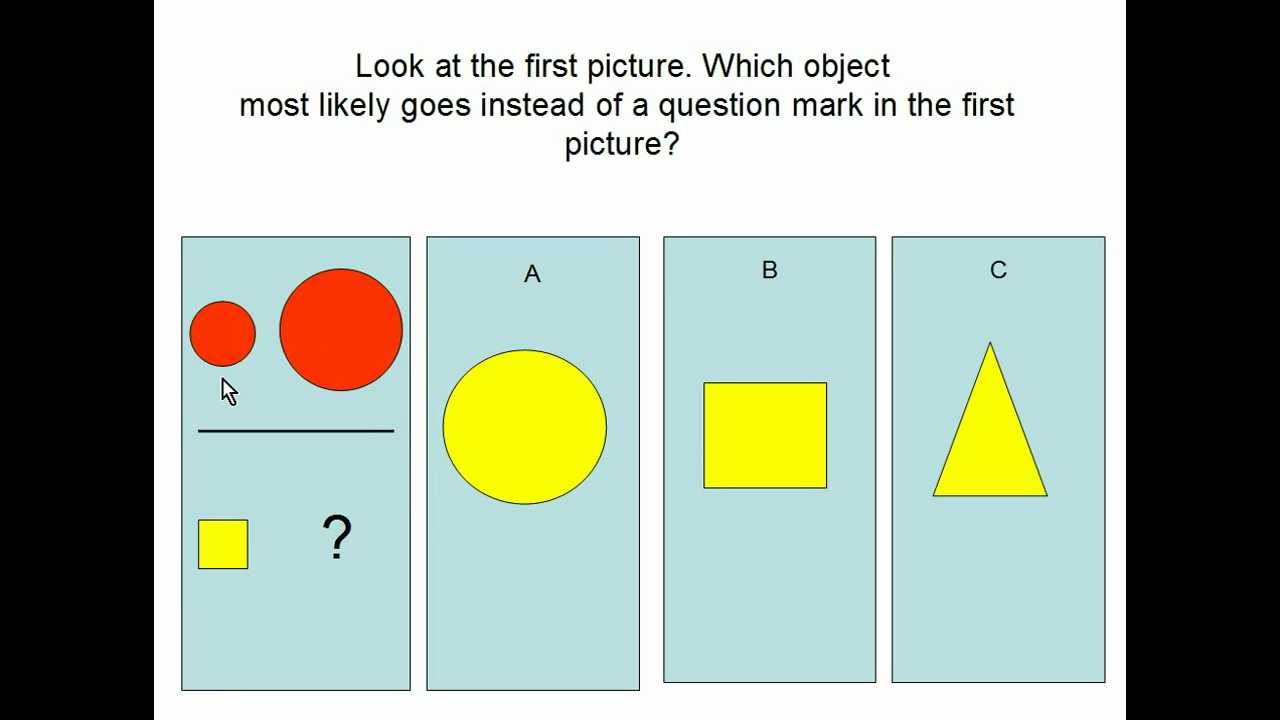 Look at the first picture. Which object
most likely goes instead of a question mark in the first
picture?
A
B
C
?